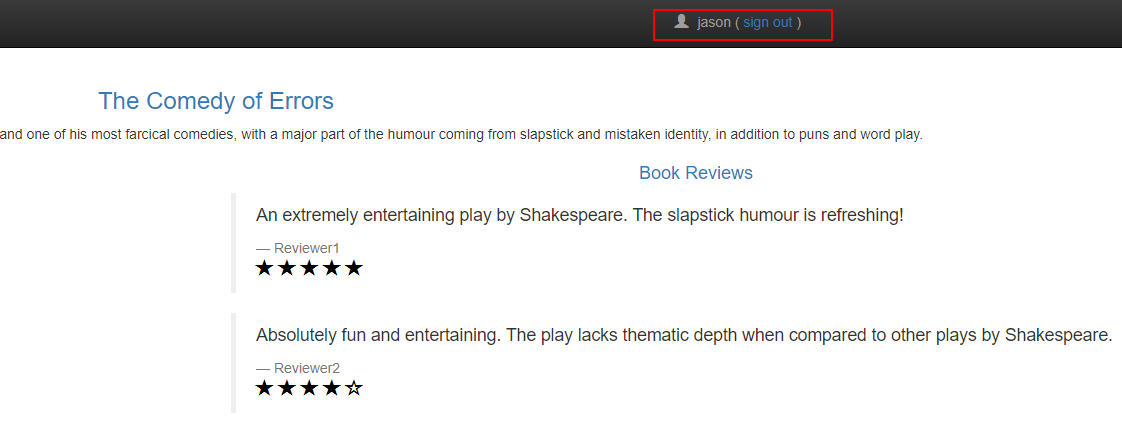 jason ( sign out )
The Comedy of Errors
and one of his most farcical comedies, with a major part of the humour coming from slapstick and mistaken identity, in addition to puns and word play.
Book Reviews
An extremely entertaining play by Shakespeare. The slapstick humour is refreshing!
— Reviewer1
★★★★★
Absolutely fun and entertaining. The play lacks thematic depth when compared to other plays by Shakespeare.
— Reviewer2
★★★★☆